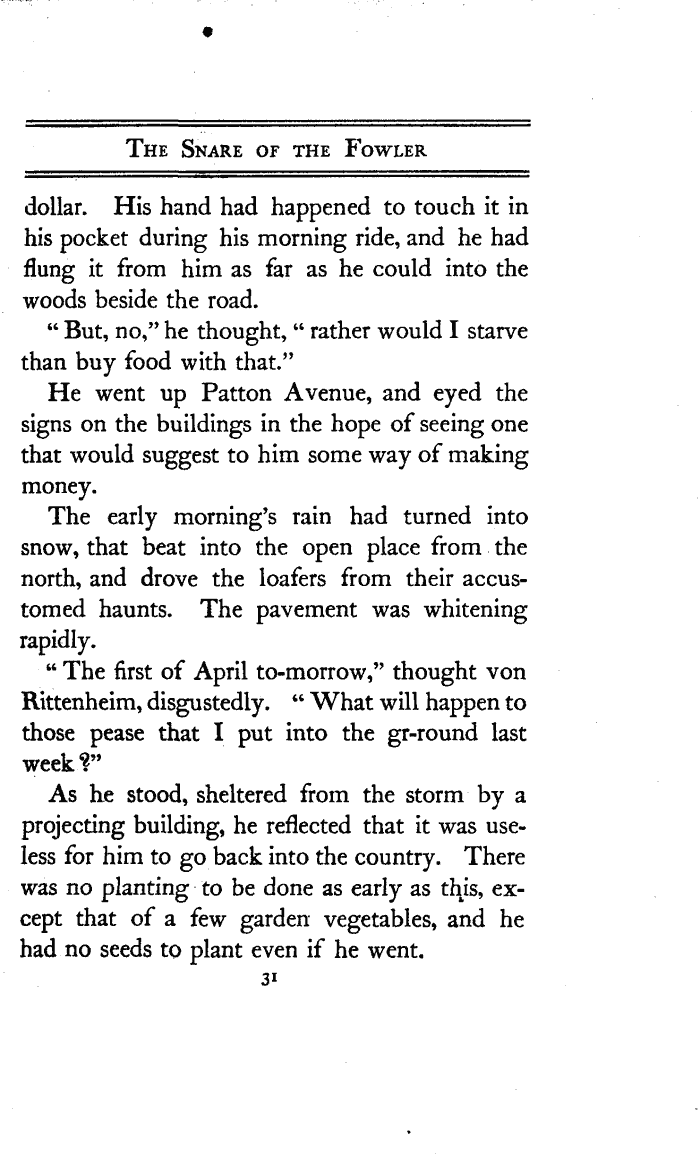 The Snare of the Fowler
dollar. His hand had happened to touch it in
his pocket during his morning ride, and he had
flung it from him as far as he could into the
woods beside the road.
“ But, no,” he thought, “ rather would I starve
than buy food with that.”
He went up Patton Avenue, and eyed the
signs on the buildings in the hope of seeing one
that would suggest to him some way of making
money.
The early morning’s rain had turned into
snow, that beat into the open place from the
north, and drove the loafers from their accus-
tomed haunts. The pavement was whitening
rapidly.
“ The first of April to-morrow,” thought von
Rittenheim, disgustedly. “ What will happen to
those pease that I put into the gr-round last
week ?”
As he stood, sheltered from the storm by a
projecting building, he reflected that it was use-
less for him to go back into the country. There
was no planting to be done as early as this, ex-
cept that of a few garden vegetables, and he
had no seeds to plant even if he went.
31